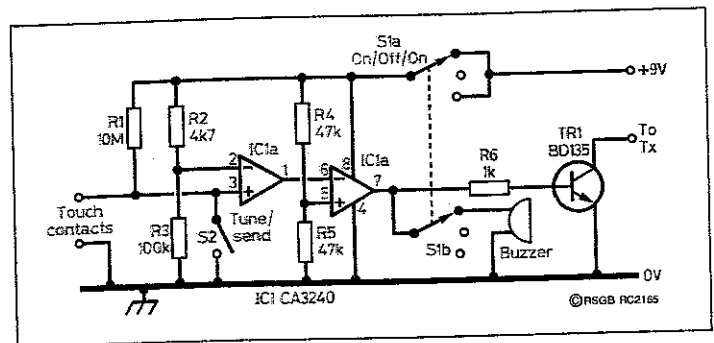 S1a
On/Off/On
+9V
R1
10M
R2
4k7
R4
47k
IC1a
IC1a
TR1
BD135
To
Tx
R6
1k
2
3
1
6
5
8
7
4
Touch
contacts
R3
100k
S2
Tune/
send
R5
47k
S1b
Buzzer
0V
IC1 CA3240
©RSGB RC2165